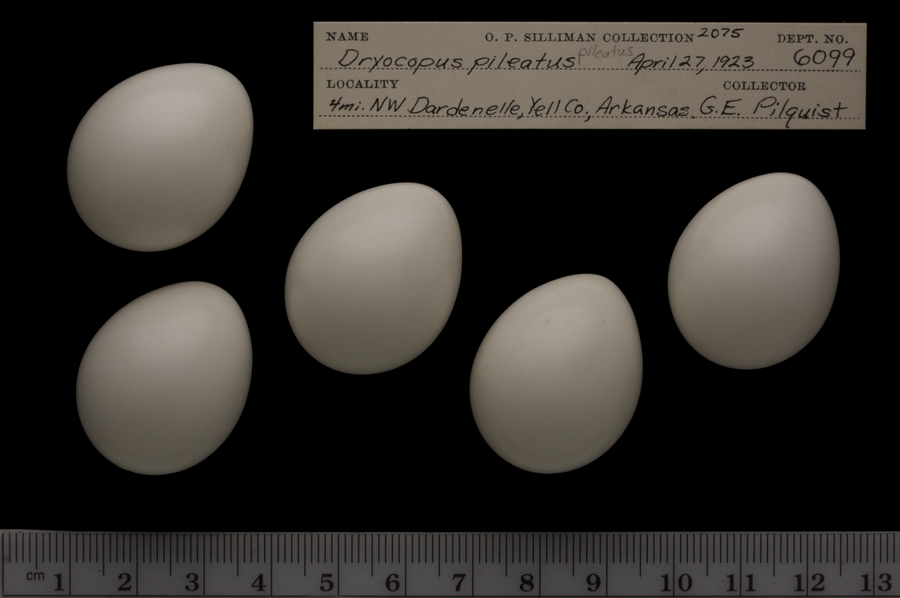 NAME O. P. SILLIMAN COLLECTION 2075 DEPT. NO.
Dryocopus pileatus pileatus April 27, 1923 6099
LOCALITY COLLECTOR
4mi. NW Dardenelle, Yell Co., Arkansas. G.E. Pilquist
cm 1 2 3 4 5 6 7 8 9 10 11 12 13